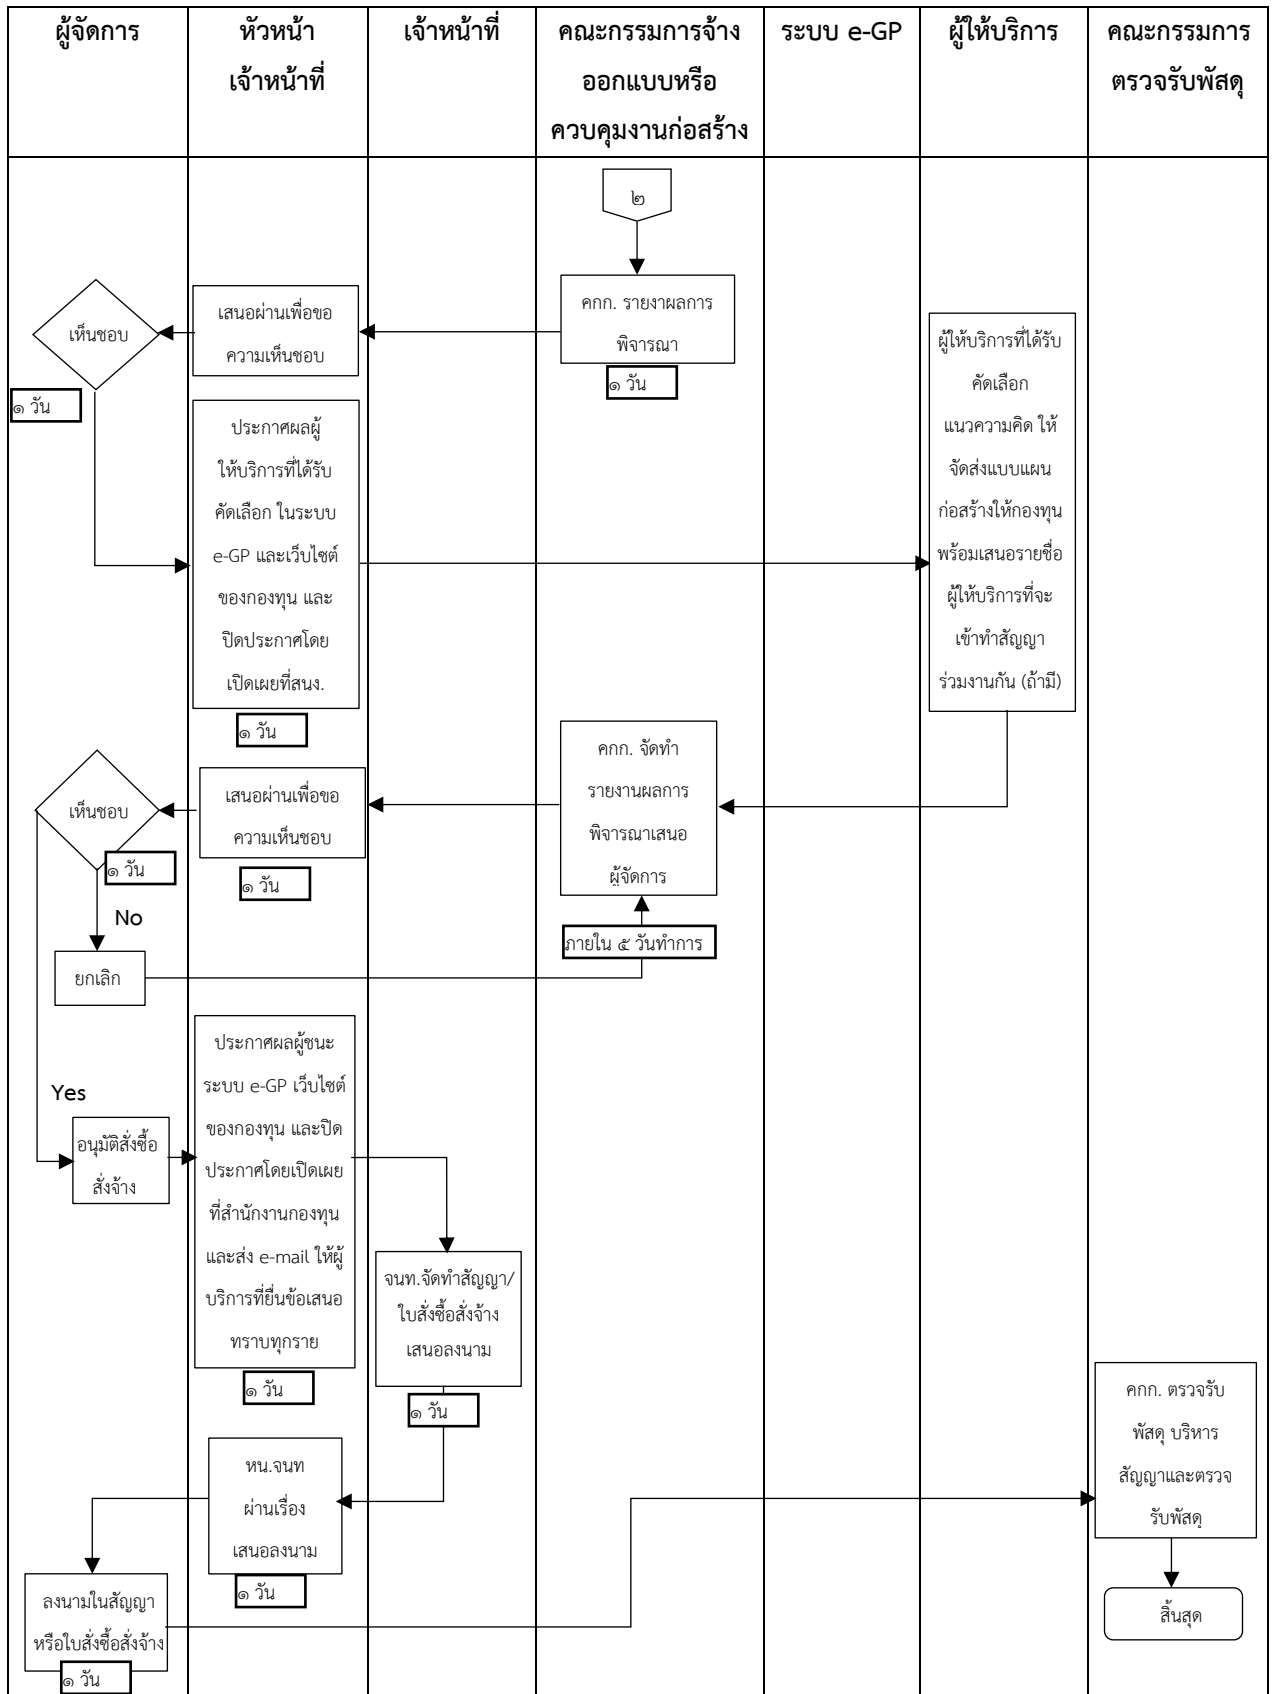 ผู้จัดการ
หัวหน้า
เจ้าหน้าที่
เจ้าหน้าที่
คณะกรรมการจ้าง
ออกแบบหรือ
ควบคุมงานก่อสร้าง
ระบบ e-GP
ผู้ให้บริการ
คณะกรรมการ
ตรวจรับพัสดุ
๒
คกก. รายงาผลการ
พิจารณา
๑ วัน
เสนอผ่านเพื่อขอ
ความเห็นชอบ
เห็นชอบ
๑ วัน
ประกาศผลผู้
ให้บริการที่ได้รับ
คัดเลือก ในระบบ
e-GP และเว็บไซต์
ของกองทุน และ
ปิดประกาศโดย
เปิดเผยที่สนง.
๑ วัน
ผู้ให้บริการที่ได้รับ
คัดเลือก
แนวความคิด ให้
จัดส่งแบบแผน
ก่อสร้างให้กองทุน
พร้อมเสนอรายชื่อ
ผู้ให้บริการที่จะ
เข้าทำสัญญา
ร่วมงานกัน (ถ้ามี)
คกก. จัดทำ
รายงานผลการ
พิจารณาเสนอ
ผู้จัดการ
ภายใน ๕ วันทำการ
เสนอผ่านเพื่อขอ
ความเห็นชอบ
๑ วัน
เห็นชอบ
๑ วัน
No
ยกเลิก
Yes
อนุมัติสั่งซื้อ
สั่งจ้าง
ประกาศผลผู้ชนะ
ระบบ e-GP เว็บไซต์
ของกองทุน และปิด
ประกาศโดยเปิดเผย
ที่สำนักงานกองทุน
และส่ง e-mail ให้ผู้
บริการที่ยื่นข้อเสนอ
ทราบทุกราย
๑ วัน
จนท.จัดทำสัญญา/
ใบสั่งซื้อสั่งจ้าง
เสนอลงนาม
๑ วัน
หน.จนท
ผ่านเรื่อง
เสนอลงนาม
๑ วัน
ลงนามในสัญญา
หรือใบสั่งซื้อสั่งจ้าง
๑ วัน
คกก. ตรวจรับ
พัสดุ บริหาร
สัญญาและตรวจ
รับพัสดุ
สิ้นสุด